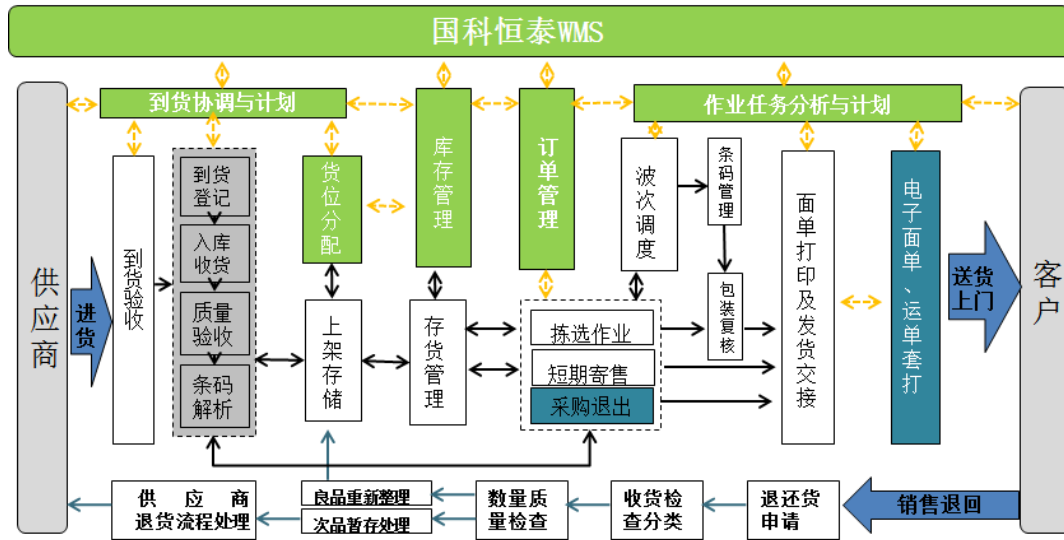 国科恒泰WMS
供应商
进货
到货协调与计划
到货验收
到货
登记
入库
收货
质量
验收
条码
解析
货位分配
上架存储
库存管理
存货管理
订单管理
拣选作业
短期寄售
采购退出
作业任务分析与计划
波次调度
条码管理
包装复核
面单打印及发货交接
电子面单、运单套打
送货
上门
客户
供应商
退货流程处理
良品重新整理
次品暂存处理
数量质
量检查
收货检
查分类
退还货
申请
销售退回